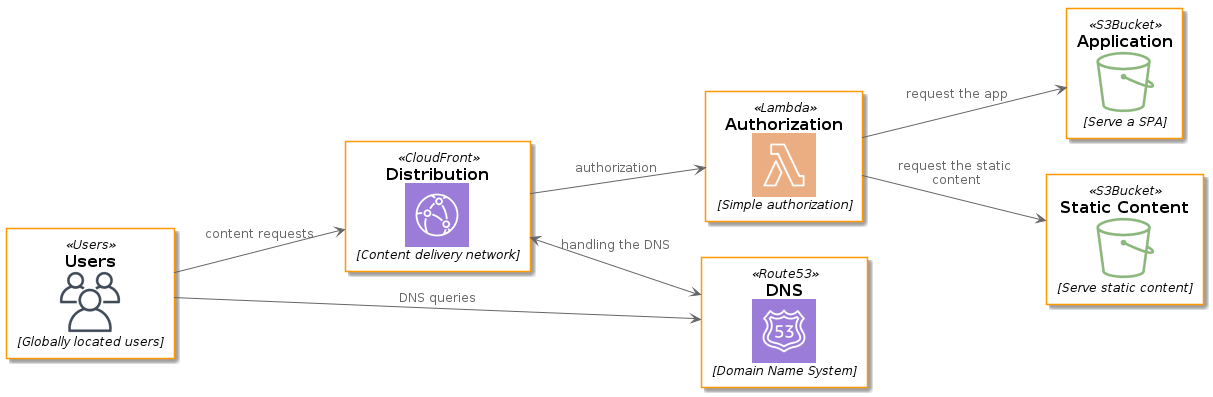 «S3Bucket»
Application
[Serve a SPA]
request the app
«Lambda»
Authorization
[Simple authorization]
request the static
content
«S3Bucket»
Static Content
[Serve static content]
«CloudFront»
Distribution
[Content delivery network]
authorization
handling the DNS
«Users»
Users
[Globally located users]
content requests
DNS queries
«Route53»
DNS
53
[Domain Name System]